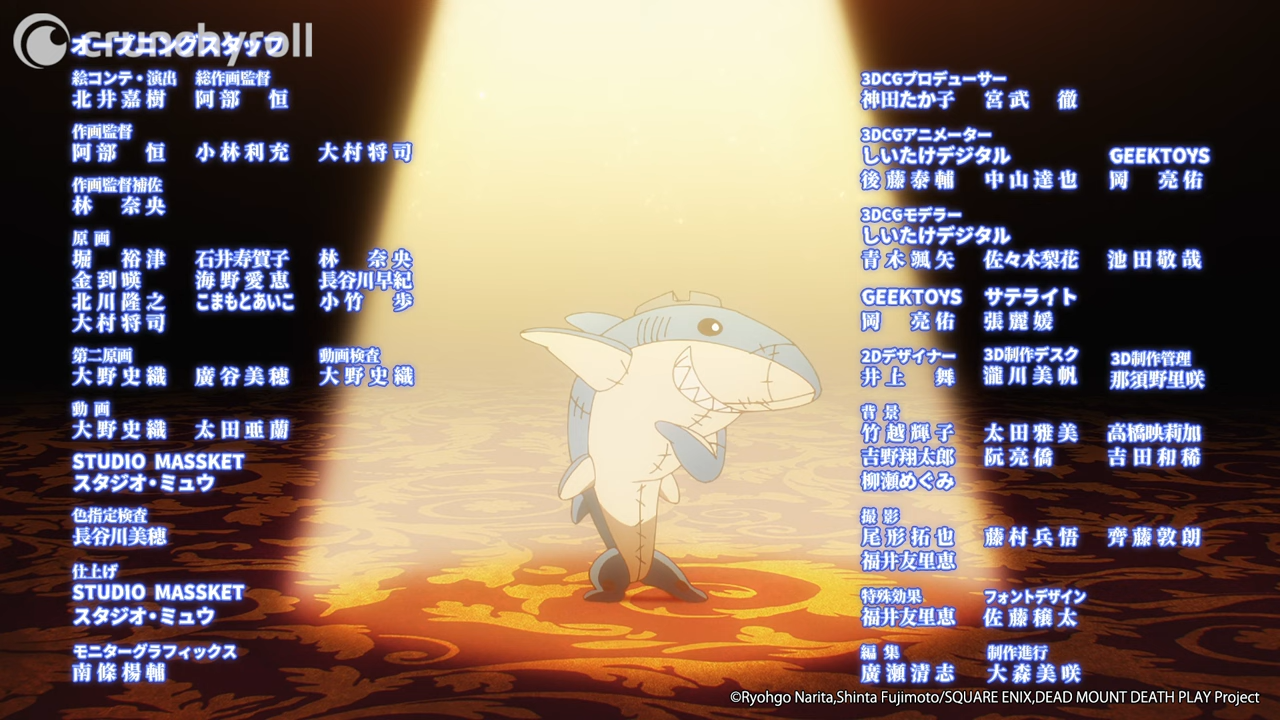 crunchyroll
オープニングスタッフ
絵コンテ・演出 総作画監督
北井嘉樹 阿部 恒
作画監督
阿部 恒 小林利充 大村将司
作画監督補佐
林 奈央
原画
堀 裕津 石井寿賀子 林 奈央
金到暎 海野愛恵 長谷川早紀
北川隆之 こまもとあいこ 小竹 歩
大村将司
第二原画 動画検査
大野史織 廣谷美穂 大野史織
動画
大野史織 太田亜蘭
STUDIO MASSKET
スタジオ・ミュウ
色指定検査
長谷川美穂
仕上げ
STUDIO MASSKET
スタジオ・ミュウ
モニターグラフィックス
南條楊輔
3DCGプロデューサー
神田たか子 宮武 徹
3DCGアニメーター
しいたけデジタル GEEKTOYS
後藤泰輔 中山達也 岡 亮佑
3DCGモデラー
しいたけデジタル
青木颯矢 佐々木梨花 池田敬哉
GEEKTOYS サテライト
岡 亮佑 張麗媛
2Dデザイナー 3D制作デスク 3D制作管理
井上 舞 瀧川美帆 那須野里咲
背景
竹越輝子 太田雅美 高橋映莉加
吉野翔太郎 阮亮僑 吉田和稀
柳瀬めぐみ
撮影
尾形拓也 藤村兵悟 齊藤敦朗
福井友里恵
特殊効果 フォントデザイン
福井友里恵 佐藤穣太
編集 制作進行
廣瀬清志 大森美咲
©Ryohgo Narita,Shinta Fujimoto/SQUARE ENIX,DEAD MOUNT DEATH PLAY Project